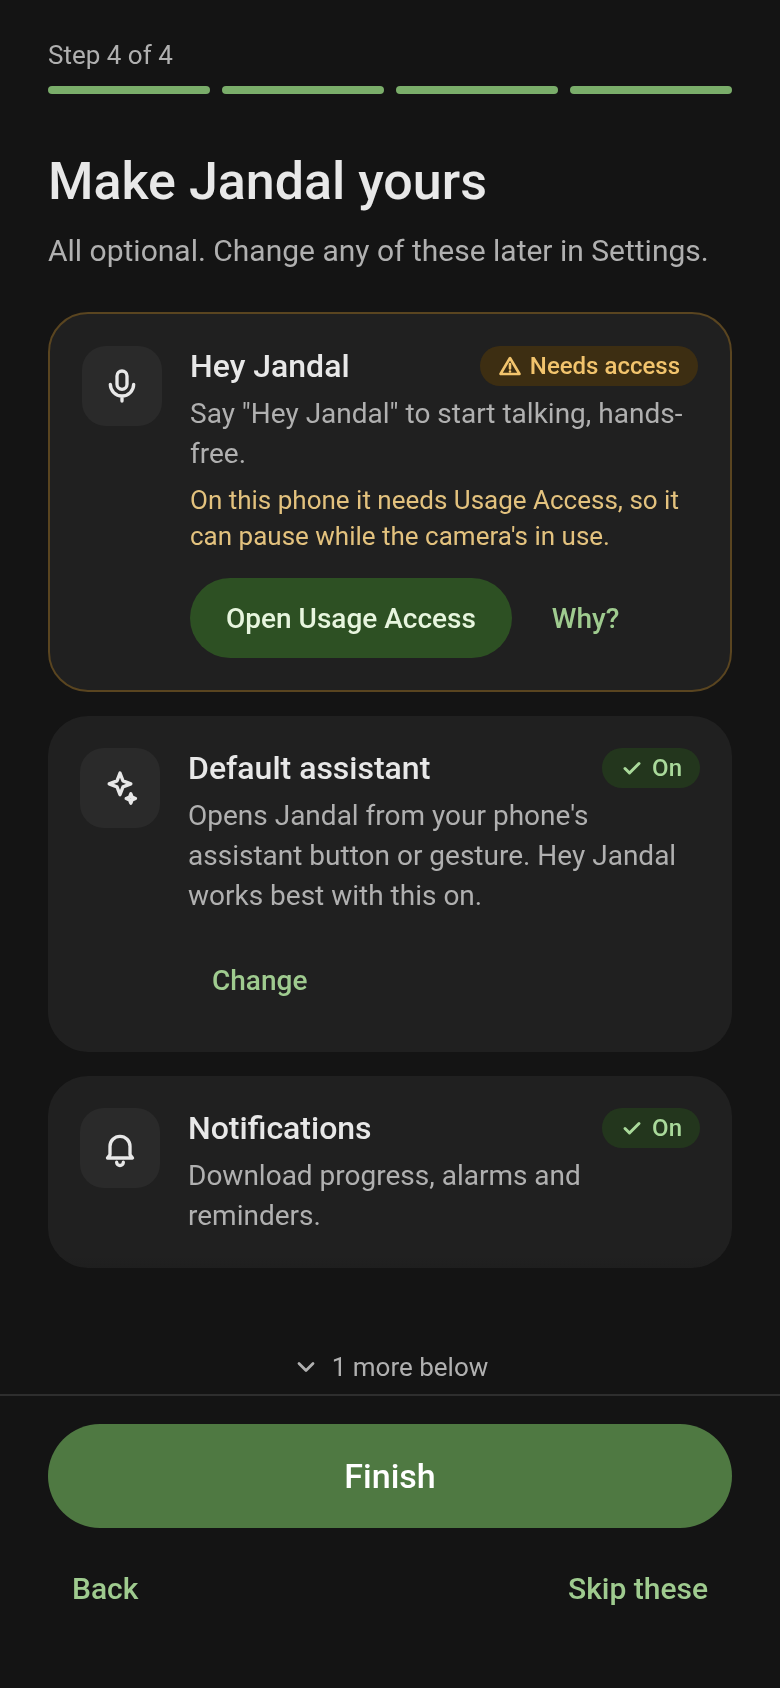 Step 4 of 4
Make Jandal yours
All optional. Change any of these later in Settings.
Hey Jandal
Needs access
Say "Hey Jandal" to start talking, hands-
free.
On this phone it needs Usage Access, so it
can pause while the camera's in use.
Open Usage Access
Why?
Default assistant
On
Opens Jandal from your phone's
assistant button or gesture. Hey Jandal
works best with this on.
Change
Notifications
On
Download progress, alarms and
reminders.
1 more below
Finish
Back
Skip these